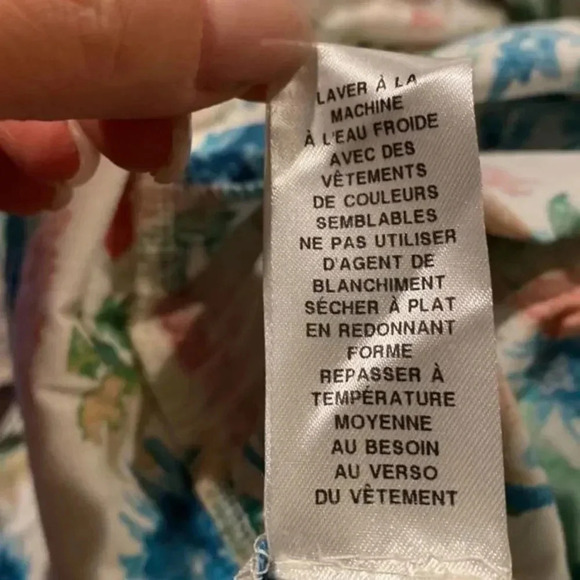 LAVER À LA
MACHINE
À L'EAU FROIDE
AVEC DES
VÊTEMENTS
DE COULEURS
SEMBLABLES
NE PAS UTILISER
D'AGENT DE
BLANCHIMENT
SÉCHER À PLAT
EN REDONNANT
FORME
REPASSER À
TEMPÉRATURE
MOYENNE
AU BESOIN
AU VERSO
DU VÊTEMENT